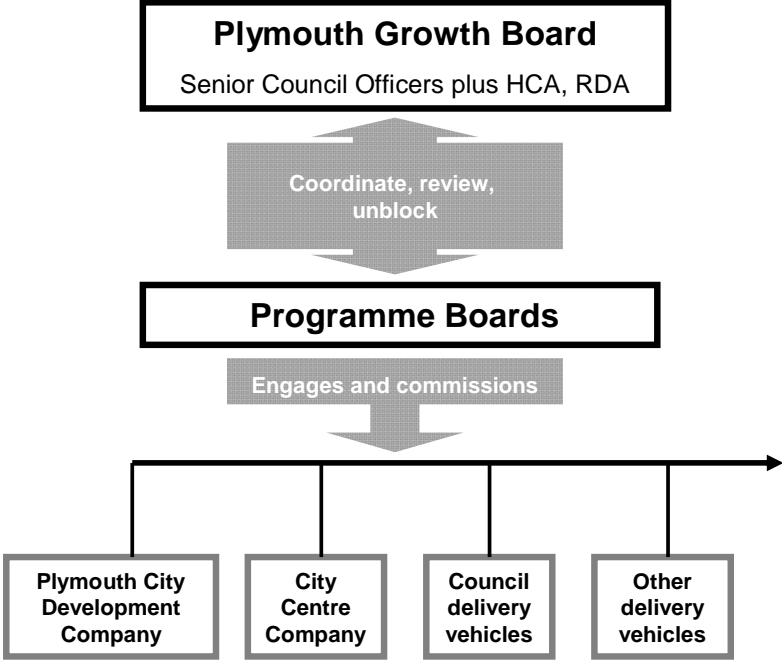 Plymouth Growth Board
Senior Council Officers plus HCA, RDA
Coordinate, review,
unblock
Programme Boards
Engages and commissions
Plymouth City
Development
Company
City
Centre
Company
Council
delivery
vehicles
Other
delivery
vehicles